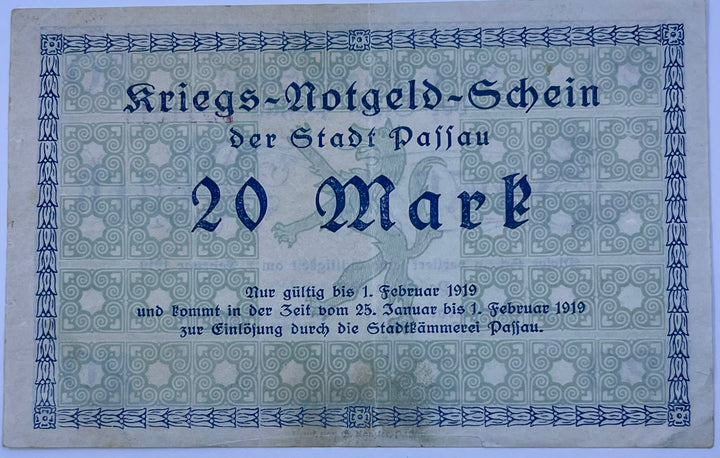 Kriegs-Notgeld-Schein
der Stadt Passau
20 Mark
Nur gültig bis 1. Februar 1919
und kommt in der Zeit vom 25. Januar bis 1. Februar 1919
zur Einlösung durch die Stadtkämmerei Passau.